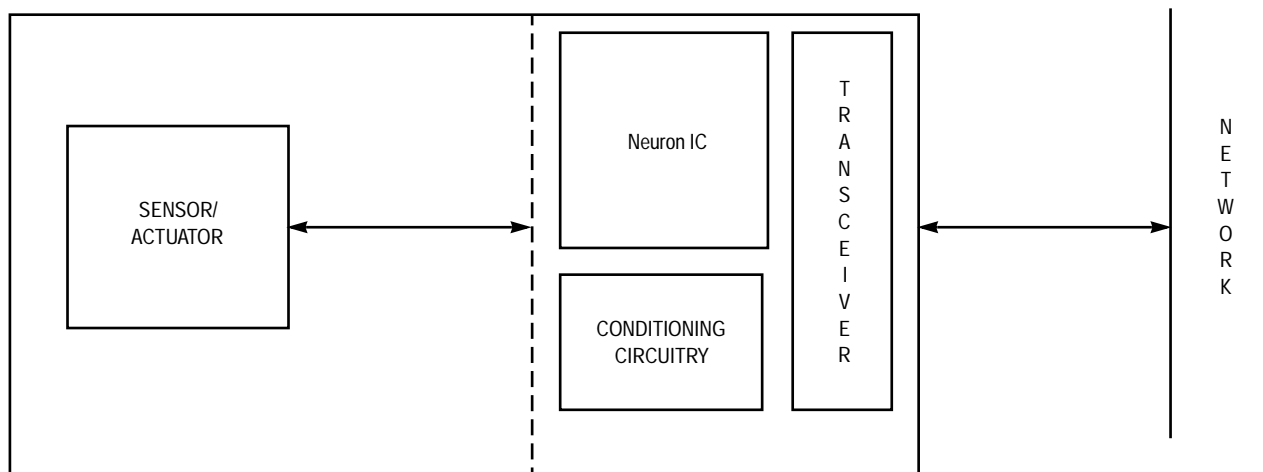 SENSOR/
ACTUATOR
Neuron IC
CONDITIONING
CIRCUITRY
TRANSCEIVER
NETWORK